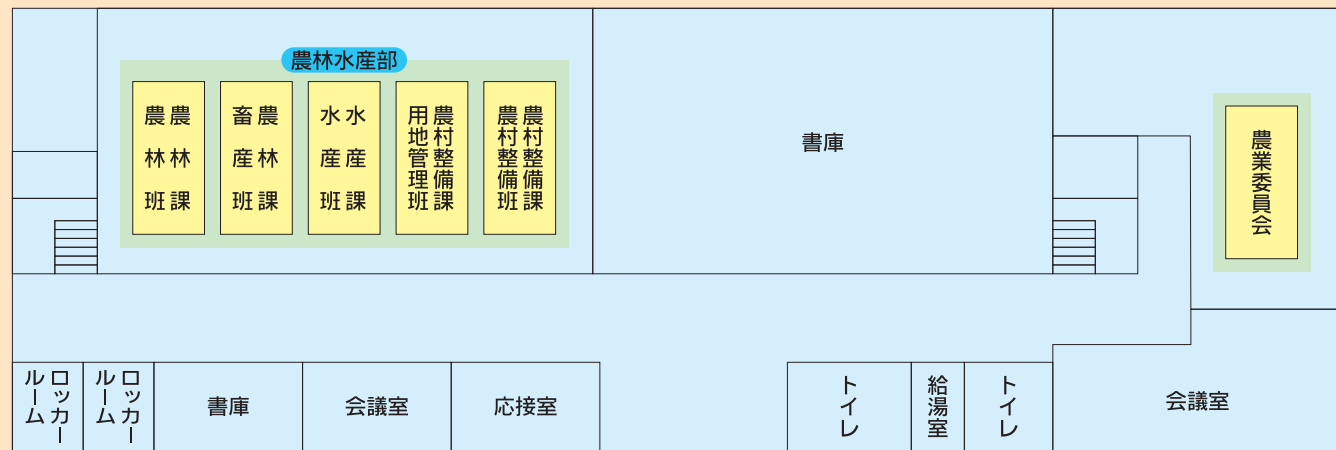 農林水産部
農林課
農林班
農林課
畜産班
水産課
水産班
農村整備課
用地管理班
農村整備課
農村整備班
書庫
農業委員会
ロッカー
ルーム
ロッカー
ルーム
書庫
会議室
応接室
トイレ
給湯室
トイレ
会議室